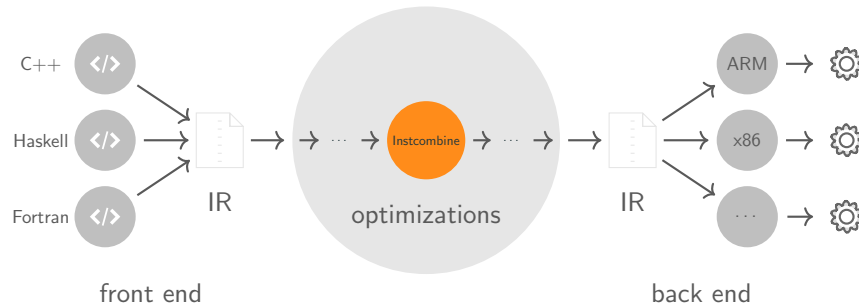 C++
</>
Haskell
</>
Fortran
</>
IR
...
Instcombine
...
optimizations
IR
ARM
x86
...
front end
back end